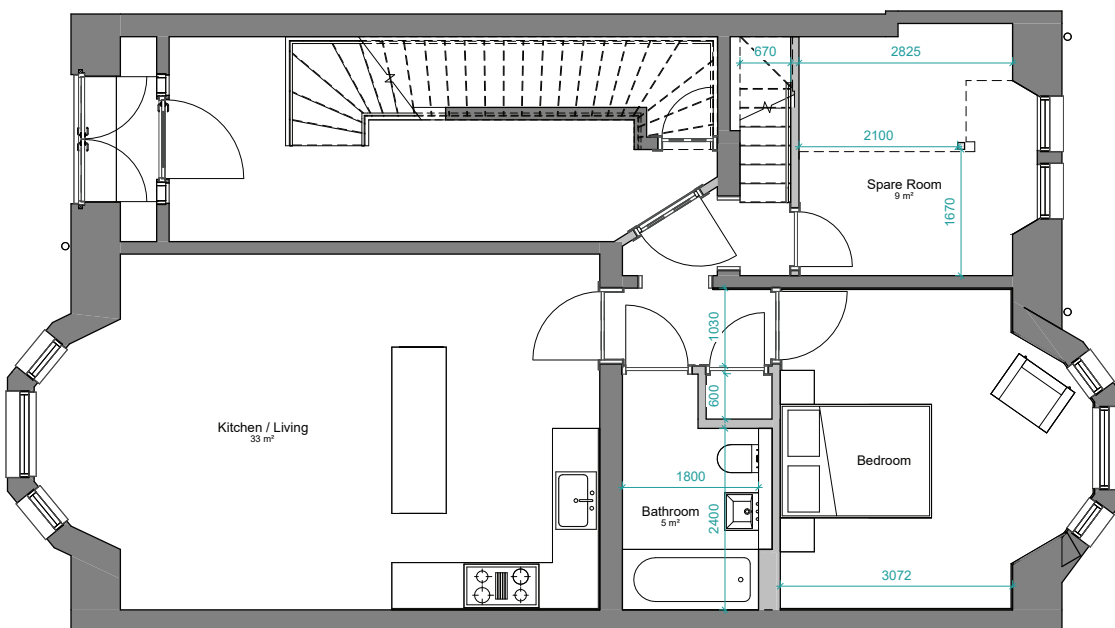 670
2825
2100
Spare Room
9 m²
1670
1030
600
Kitchen / Living
33 m²
Bedroom
1800
Bathroom
5 m²
2400
3072